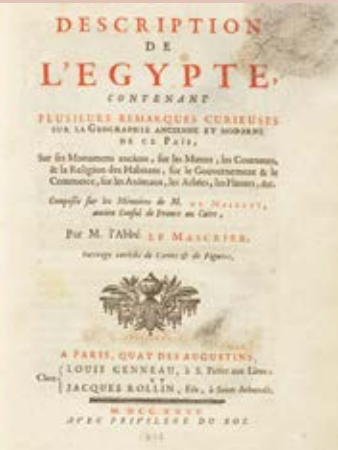 DESCRIPTION
DE
L'EGYPTE,
CONTENANT
PLUSIEURS REMARQUES CURIEUSES
SUR LA GEOGRAPHIE ANCIENNE ET MODERNE
DE CE PAÏS,
Sur ses Monumens anciens, sur les Mœurs, les Coutumes,
& la Religion des Habitans, sur le Gouvernement & le
Commerce, sur les Animaux, les Arbres, les Plantes, &c.
Composée sur les Mémoires de M. DE MAILLET,
ancien Consul de France au Caire,
Par M. l'Abbé LE MASCRIER.
Ouvrage enrichi de Cartes & de Figures.
A PARIS, QUAY DES AUGUSTINS,
Chez LOUIS GENNEAU, à S. Pierre aux Liens.
ET
JACQUES ROLLIN, Fils, à Sainte
M. DCC. XXXV.
AVEC PRIVILEGE DU ROI.